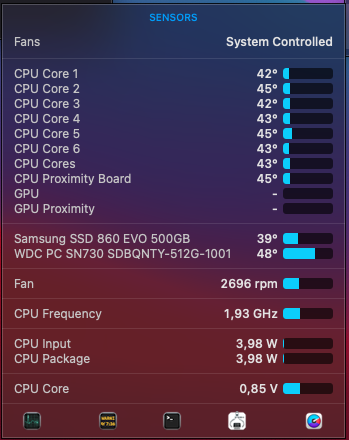 SENSORS
Fans System Controlled
CPU Core 1 42°
CPU Core 2 45°
CPU Core 3 42°
CPU Core 4 43°
CPU Core 5 45°
CPU Core 6 43°
CPU Cores 43°
CPU Proximity Board 45°
GPU -
GPU Proximity -
Samsung SSD 860 EVO 500GB 39°
WDC PC SN730 SDBQNTY-512G-1001 48°
Fan 2696 rpm
CPU Frequency 1,93 GHz
CPU Input 3,98 W
CPU Package 3,98 W
CPU Core 0,85 V